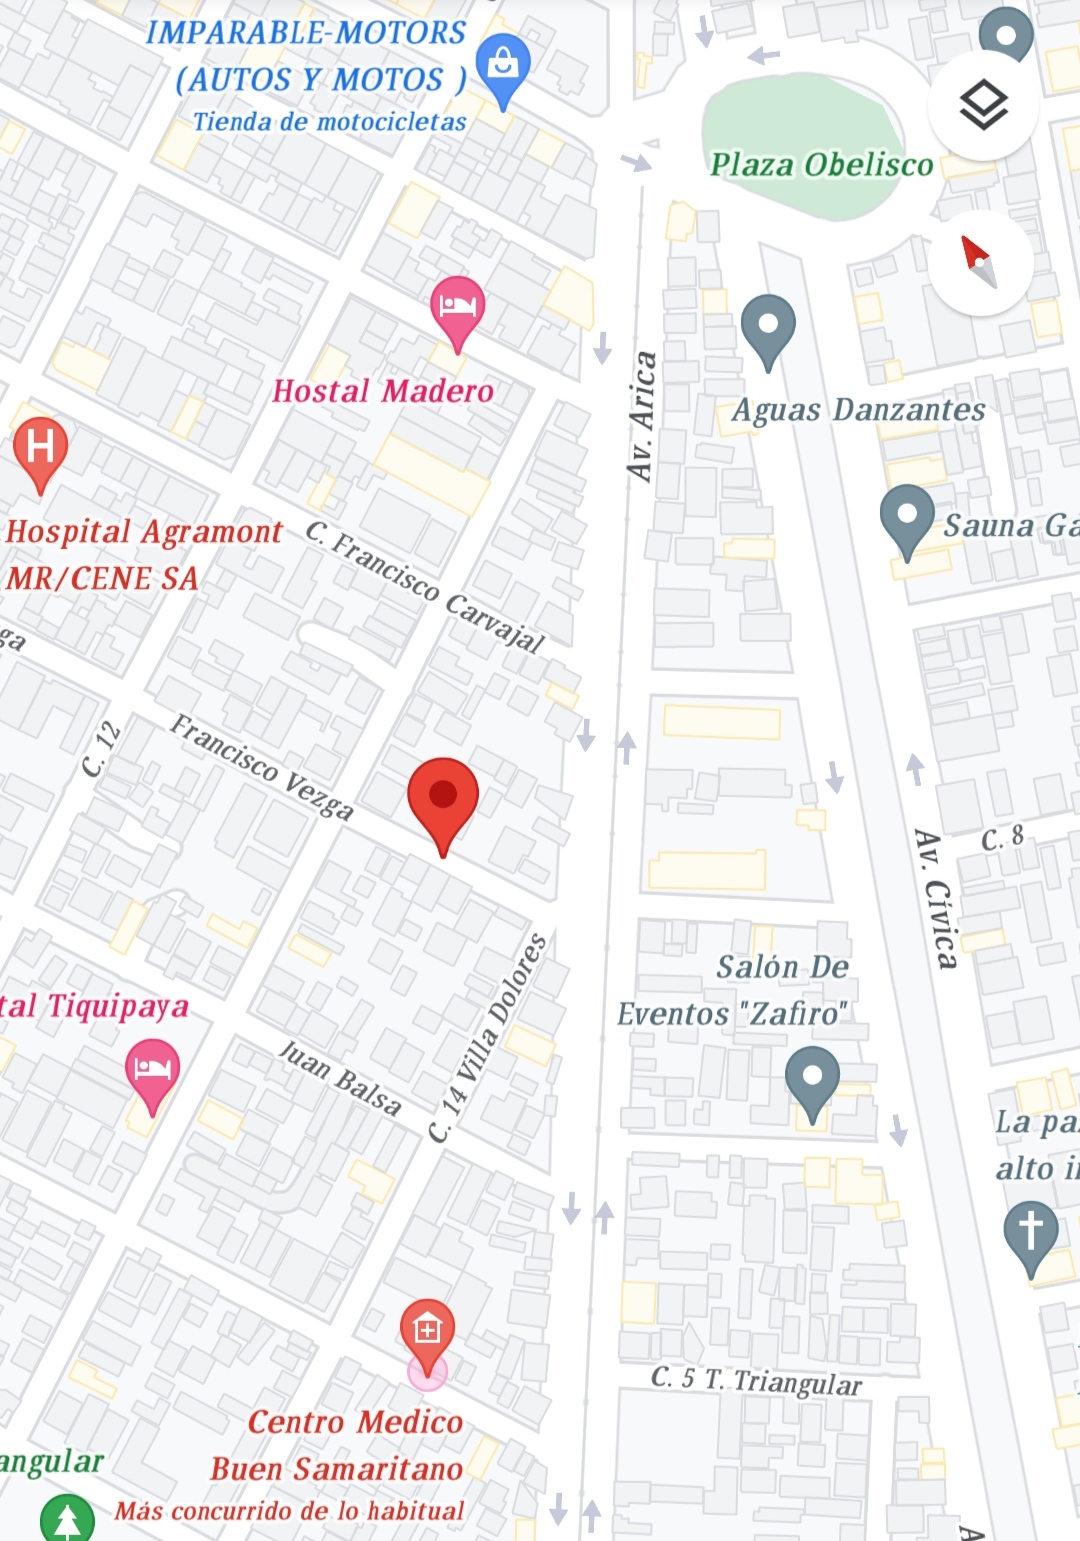 IMPARABLE-MOTORS
(AUTOS Y MOTOS )
Tienda de motocicletas
Plaza Obelisco
Hostal Madero
Av. Arica
Aguas Danzantes
H
Hospital Agramont
MR/CENE SA
C. Francisco Carvajal
Sauna Ga
ga
C. 12
Francisco Vezga
C. 8
Av. Cívica
Salón De
Eventos "Zafiro"
tal Tiquipaya
C. 14 Villa Dolores
Juan Balsa
La paz
alto in
C. 5 T. Triangular
Centro Medico
Buen Samaritano
Más concurrido de lo habitual
angular
A